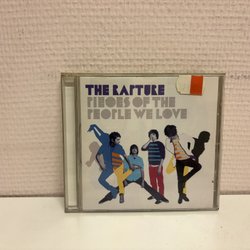 THE RAPTURE
PIECES OF THE
PEOPLE WE LOVE